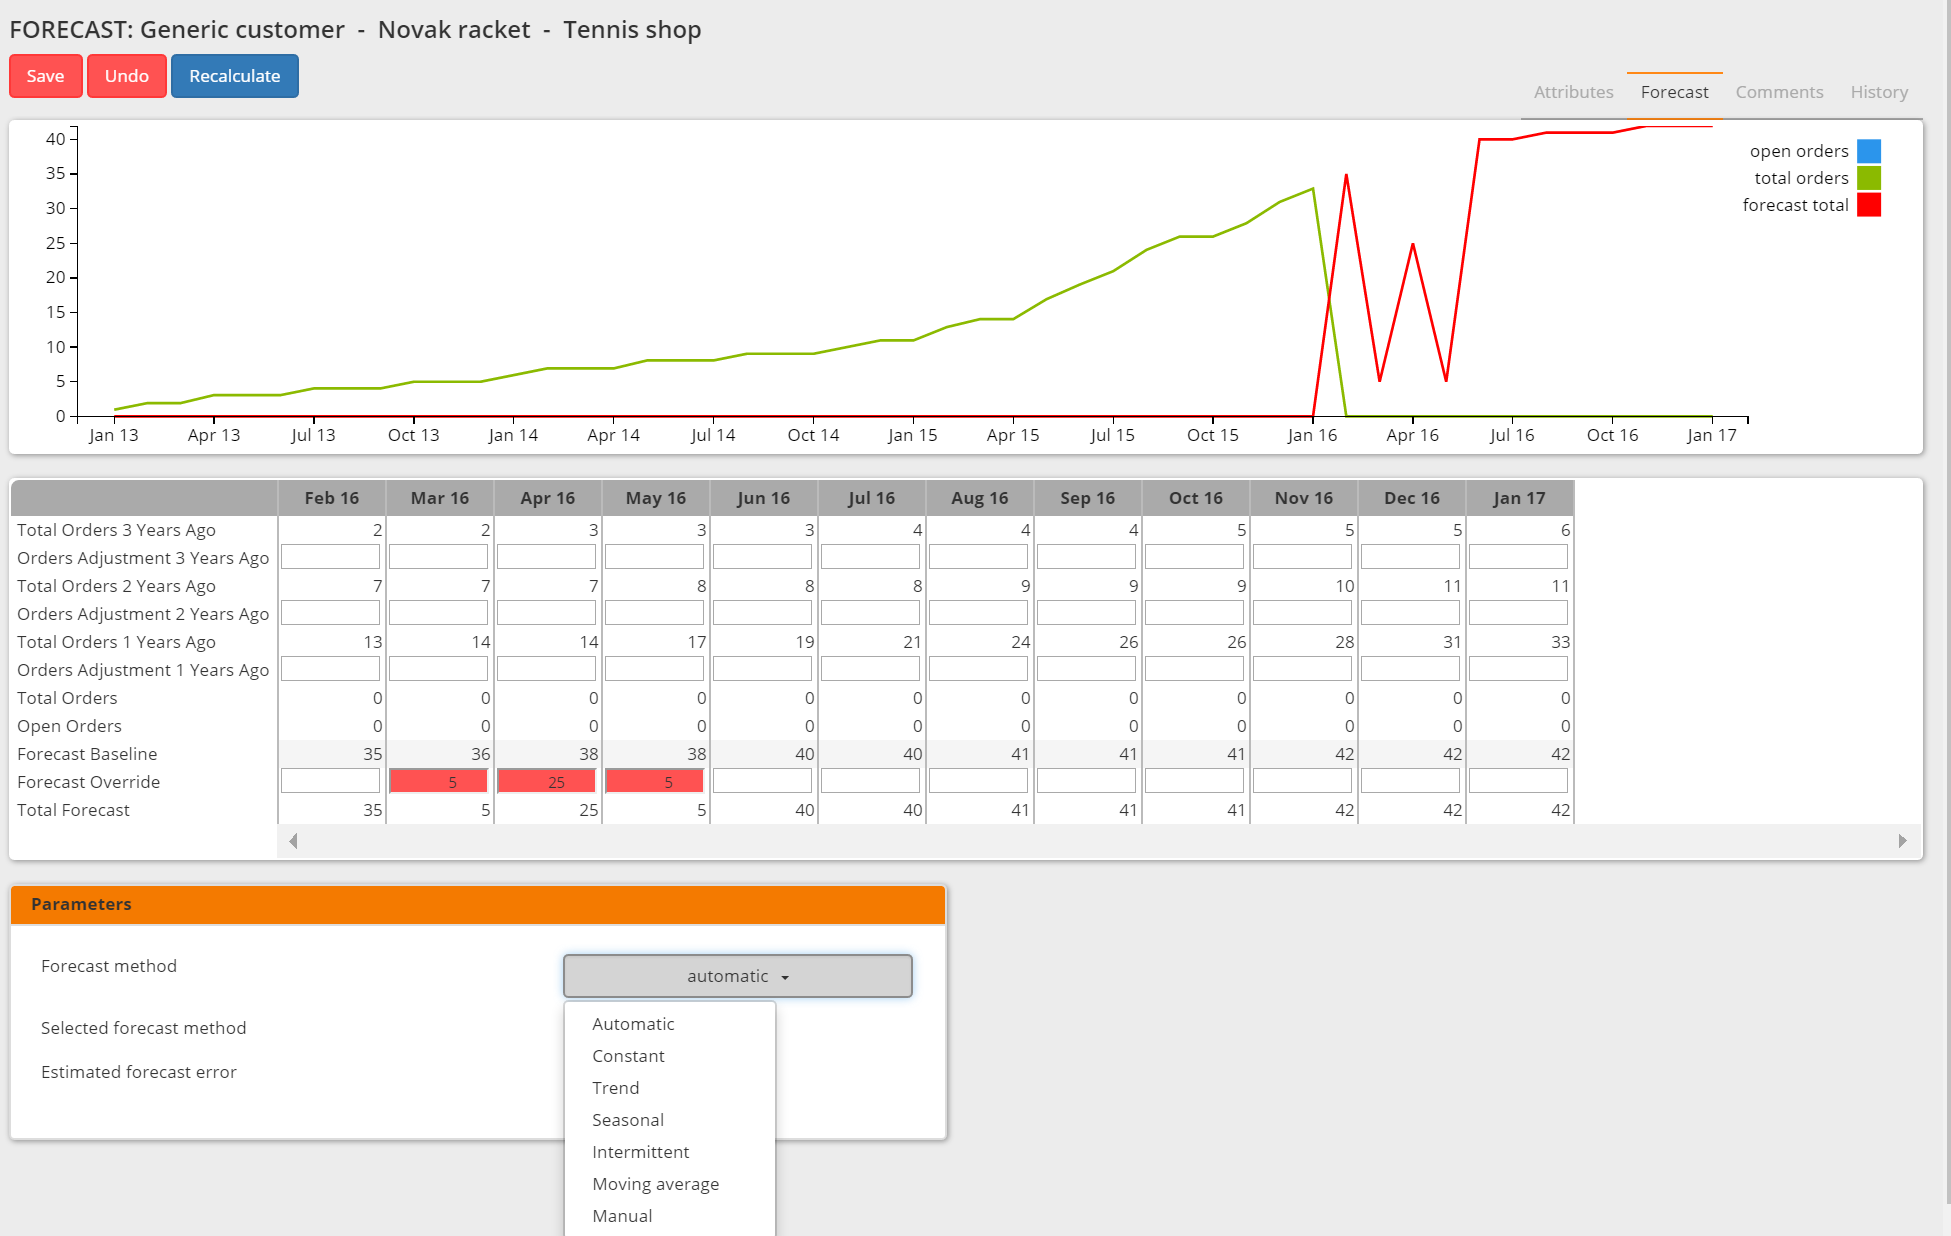 FORECAST: Generic customer - Novak racket - Tennis shop
Save Undo Recalculate
Attributes Forecast Comments History
40
35
30
25
20
15
10
5
0
open orders
total orders
forecast total
Jan 13 Apr 13 Jul 13 Oct 13 Jan 14 Apr 14 Jul 14 Oct 14 Jan 15 Apr 15 Jul 15 Oct 15 Jan 16 Apr 16 Jul 16 Oct 16 Jan 17
Feb 16 Mar 16 Apr 16 May 16 Jun 16 Jul 16 Aug 16 Sep 16 Oct 16 Nov 16 Dec 16 Jan 17
Total Orders 3 Years Ago 2 2 3 3 3 4 4 4 5 5 5 6
Orders Adjustment 3 Years Ago
Total Orders 2 Years Ago 7 7 7 8 8 8 9 9 9 10 11 11
Orders Adjustment 2 Years Ago
Total Orders 1 Years Ago 13 14 14 17 19 21 24 26 26 28 31 33
Orders Adjustment 1 Years Ago
Total Orders 0 0 0 0 0 0 0 0 0 0 0 0
Open Orders 0 0 0 0 0 0 0 0 0 0 0 0
Forecast Baseline 35 36 38 38 40 40 41 41 41 42 42 42
Forecast Override 5 25 5
Total Forecast 35 5 25 5 40 40 41 41 41 42 42 42
Parameters
Forecast method automatic
Selected forecast method
Estimated forecast error
Automatic
Constant
Trend
Seasonal
Intermittent
Moving average
Manual